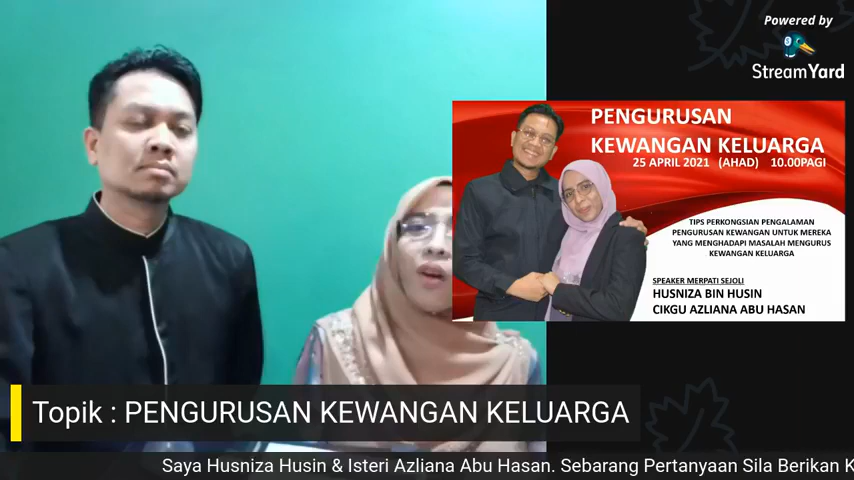 Powered by
StreamYard
PENGURUSAN
KEWANGAN KELUARGA
25 APRIL 2021 (AHAD) 10.00PAGI
TIPS PERKONGSIAN PENGALAMAN
PENGURUSAN KEWANGAN UNTUK MEREKA
YANG MENGHADAPI MASALAH MENGURUS
KEWANGAN KELUARGA
SPEAKER MERPATI SEJOLI
HUSNIZA BIN HUSIN
CIKGU AZLIANA ABU HASAN
Topik : PENGURUSAN KEWANGAN KELUARGA
Saya Husniza Husin & Isteri Azliana Abu Hasan. Sebarang Pertanyaan Sila Berikan K